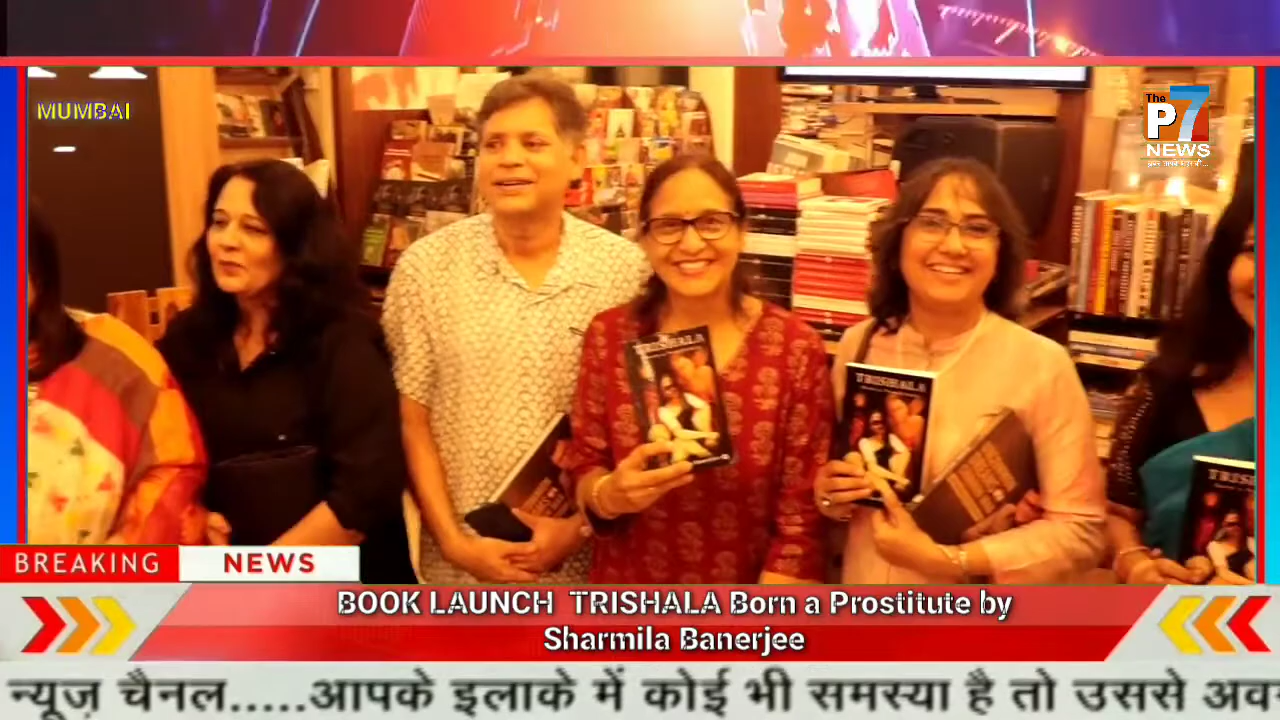 MUMBAI
The
P7
NEWS
TRISHALA
TRISHALA
TRISH
BREAKING NEWS
BOOK LAUNCH TRISHALA Born a Prostitute by
Sharmila Banerjee
न्यूज़ चैनल.....आपके इलाके में कोई भी समस्या है तो उससे अव